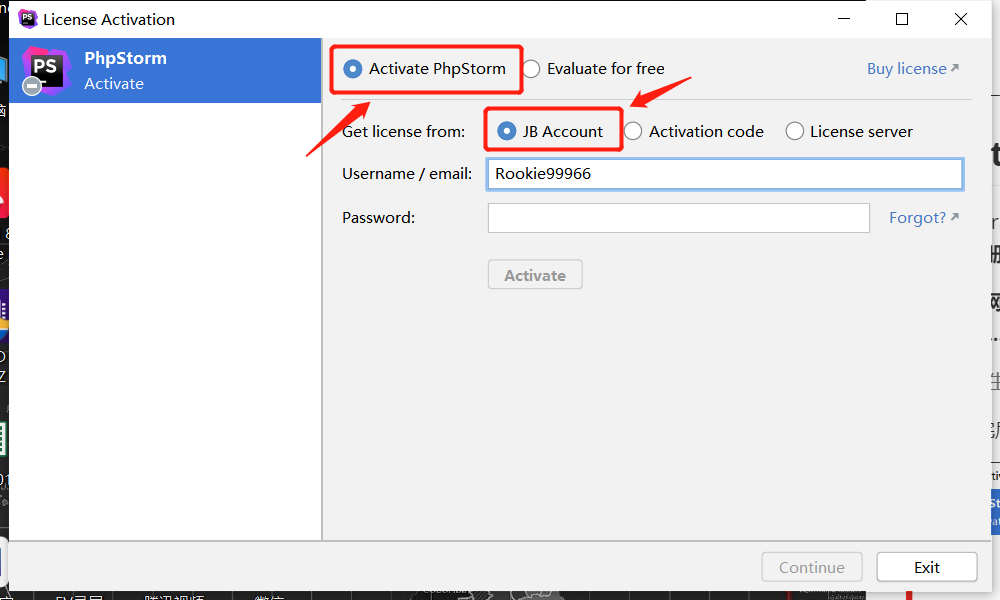 License Activation
PS
PhpStorm
Activate
Activate PhpStorm
Evaluate for free
Buy license
Get license from:
JB Account
Activation code
License server
Username / email:
Rookie99966
Password:
Forgot?
Activate
Continue
Exit